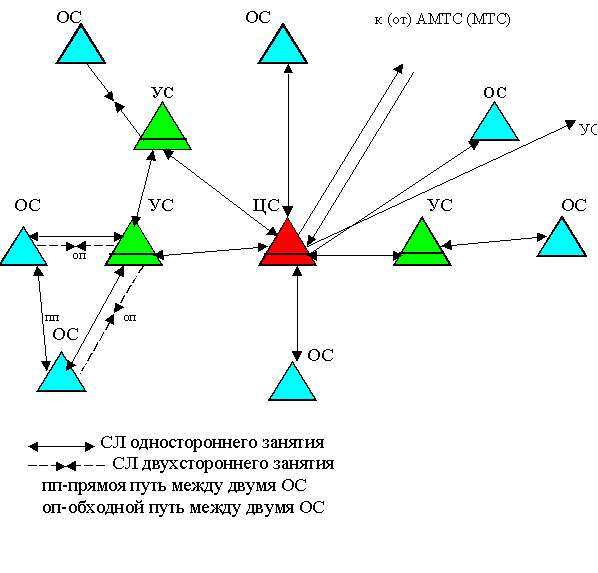 ОС
ОС
к (от) АМТС (МТС)
УС
ОС
УС
ОС
УС
ЦС
УС
ОС
оп
пп
оп
ОС
ОС
СЛ одностороннего занятия
СЛ двухстороннего занятия
пп-прямоя путь между двумя ОС
оп-обходной путь между двумя ОС